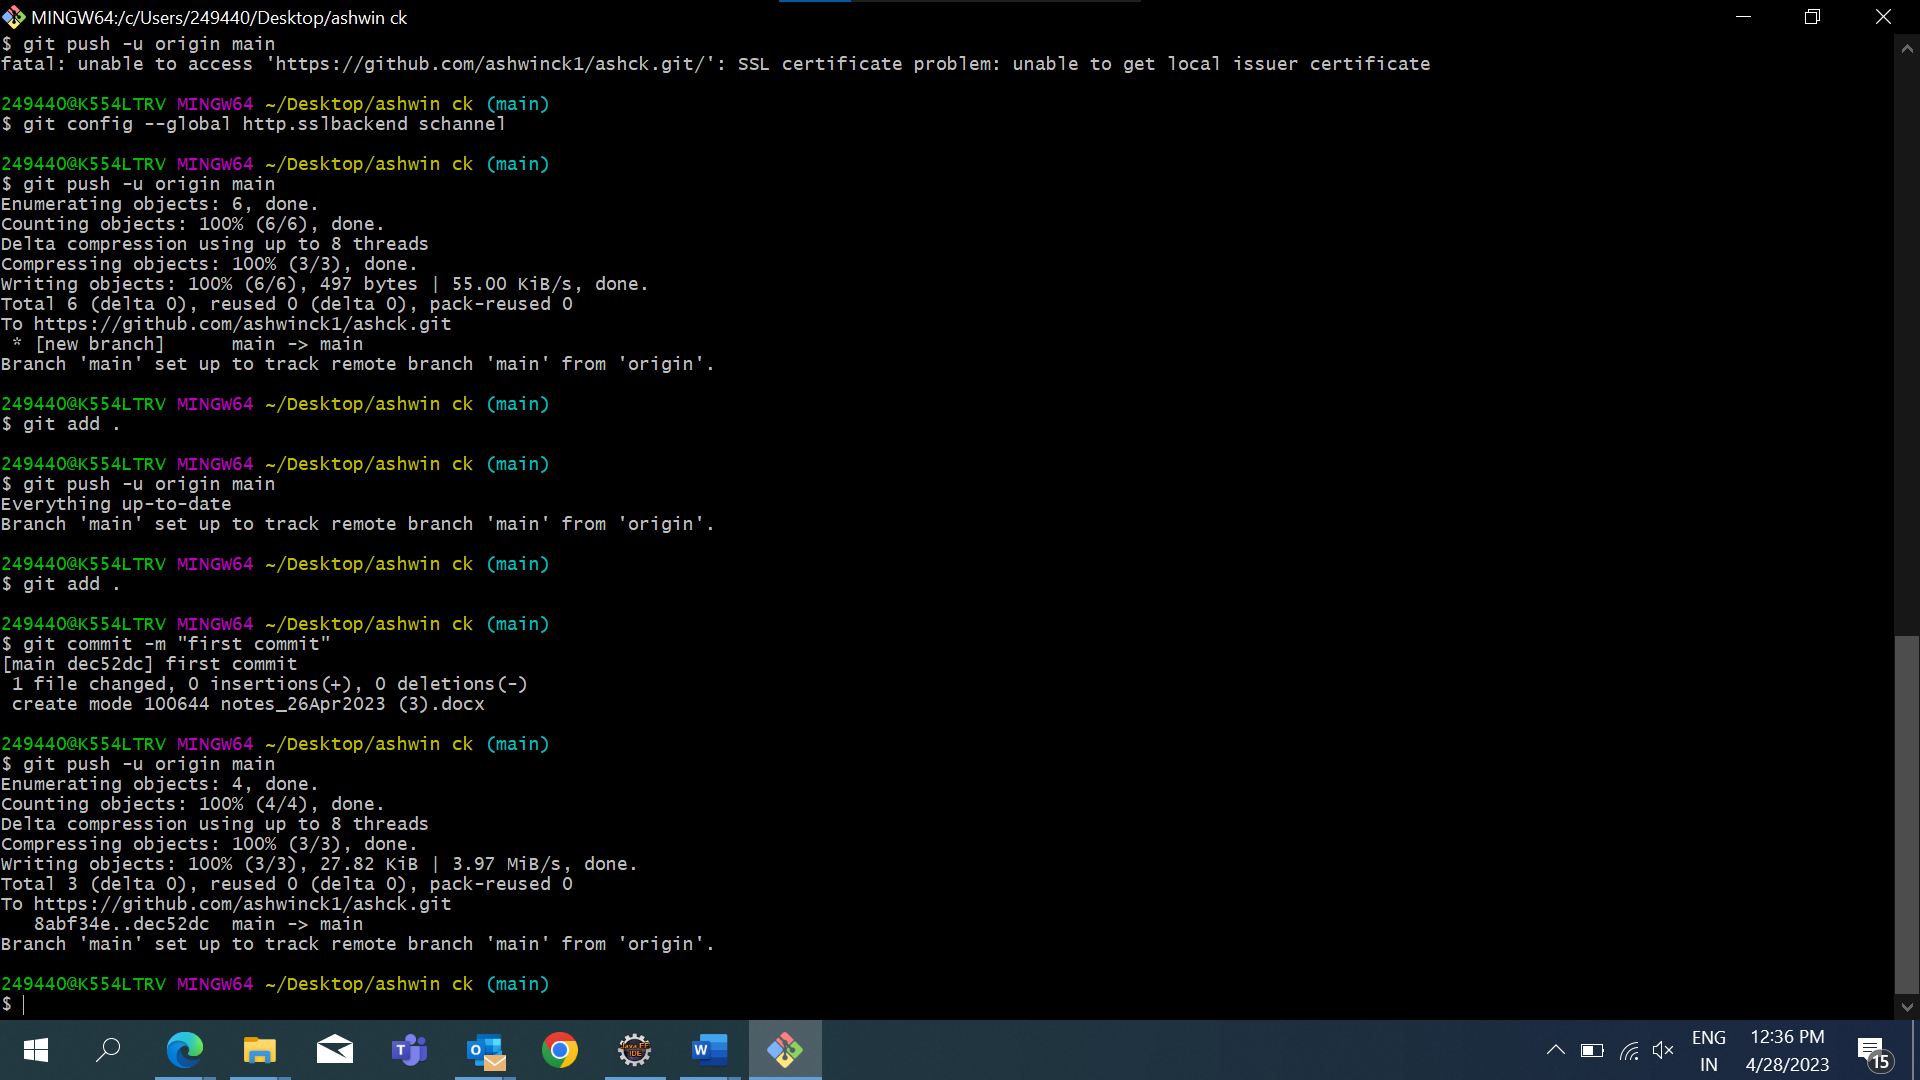 MINGW64:/c/Users/249440/Desktop/ashwin ck
$ git push -u origin main
fatal: unable to access 'https://github.com/ashwinck1/ashck.git/': SSL certificate problem: unable to get local issuer certificate
249440@K554LTRV MINGW64 ~/Desktop/ashwin ck (main)
$ git config --global http.sslbackend schannel
249440@K554LTRV MINGW64 ~/Desktop/ashwin ck (main)
$ git push -u origin main
Enumerating objects: 6, done.
Counting objects: 100% (6/6), done.
Delta compression using up to 8 threads
Compressing objects: 100% (3/3), done.
Writing objects: 100% (6/6), 497 bytes | 55.00 KiB/s, done.
Total 6 (delta 0), reused 0 (delta 0), pack-reused 0
To https://github.com/ashwinck1/ashck.git
 * [new branch]      main -> main
Branch 'main' set up to track remote branch 'main' from 'origin'.
249440@K554LTRV MINGW64 ~/Desktop/ashwin ck (main)
$ git add .
249440@K554LTRV MINGW64 ~/Desktop/ashwin ck (main)
$ git push -u origin main
Everything up-to-date
Branch 'main' set up to track remote branch 'main' from 'origin'.
249440@K554LTRV MINGW64 ~/Desktop/ashwin ck (main)
$ git add .
249440@K554LTRV MINGW64 ~/Desktop/ashwin ck (main)
$ git commit -m "first commit"
[main dec52dc] first commit
 1 file changed, 0 insertions(+), 0 deletions(-)
 create mode 100644 notes_26Apr2023 (3).docx
249440@K554LTRV MINGW64 ~/Desktop/ashwin ck (main)
$ git push -u origin main
Enumerating objects: 4, done.
Counting objects: 100% (4/4), done.
Delta compression using up to 8 threads
Compressing objects: 100% (3/3), done.
Writing objects: 100% (3/3), 27.82 KiB | 3.97 MiB/s, done.
Total 3 (delta 0), reused 0 (delta 0), pack-reused 0
To https://github.com/ashwinck1/ashck.git
   8abf34e..dec52dc  main -> main
Branch 'main' set up to track remote branch 'main' from 'origin'.
249440@K554LTRV MINGW64 ~/Desktop/ashwin ck (main)
$
T
O
Java EE
IDE
W
ENG
IN
12:36 PM
4/28/2023
15